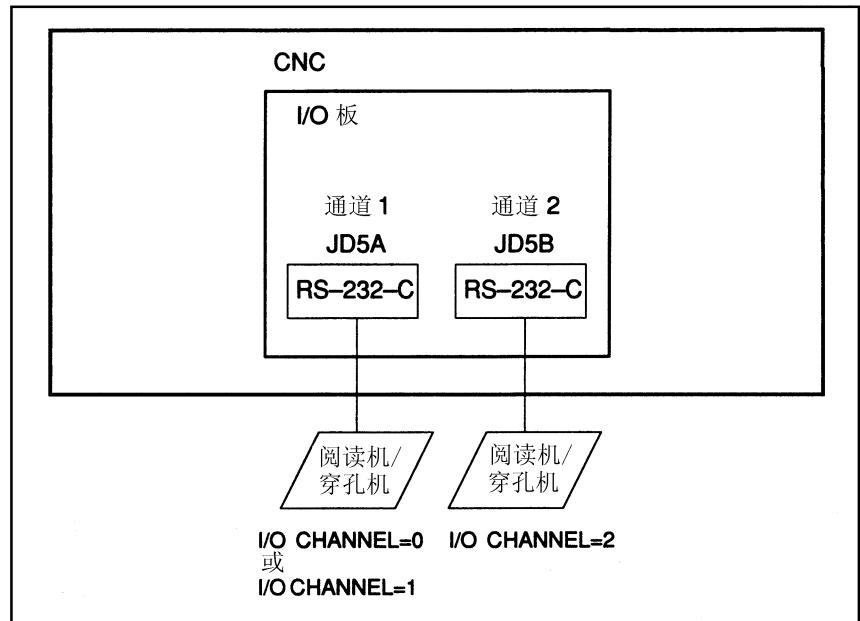 CNC
I/O 板
通道 1
通道 2
JD5A
JD5B
RS–232–C
RS–232–C
阅读机/
穿孔机
阅读机/
穿孔机
I/O CHANNEL=0
或
I/O CHANNEL=1
I/O CHANNEL=2